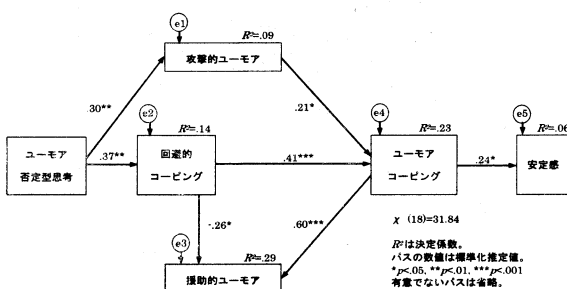 e1
R²=.09
攻撃的ユーモア
.30**
.21*
e2
R²=.14
e4
R²=.23
e5
R²=.06
ユーモア
否定型思考
.37**
回避的
コーピング
.41***
ユーモア
コーピング
.24*
安定感
-.26*
.60***
χ (18)=31.84
e3
R²=.29
援助的ユーモア
R²は決定係数。
パスの数値は標準化推定値。
*p<.05, **p<.01, ***p<.001
有意でないパスは省略。